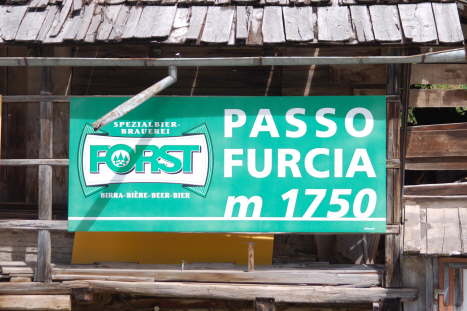 SPEZIALBIER-
BRAUEREI
FORST
BIRRA-BIÈRE-BEER-BIER
PASSO
FURCIA
m 1750